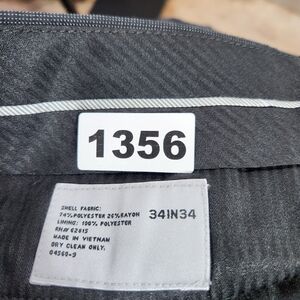 1356
SHELL FABRIC:
74% POLYESTER 26% RAYON
LINING: 100% POLYESTER
RN# 62615
MADE IN VIETNAM
DRY CLEAN ONLY.
04560-9
34IN34